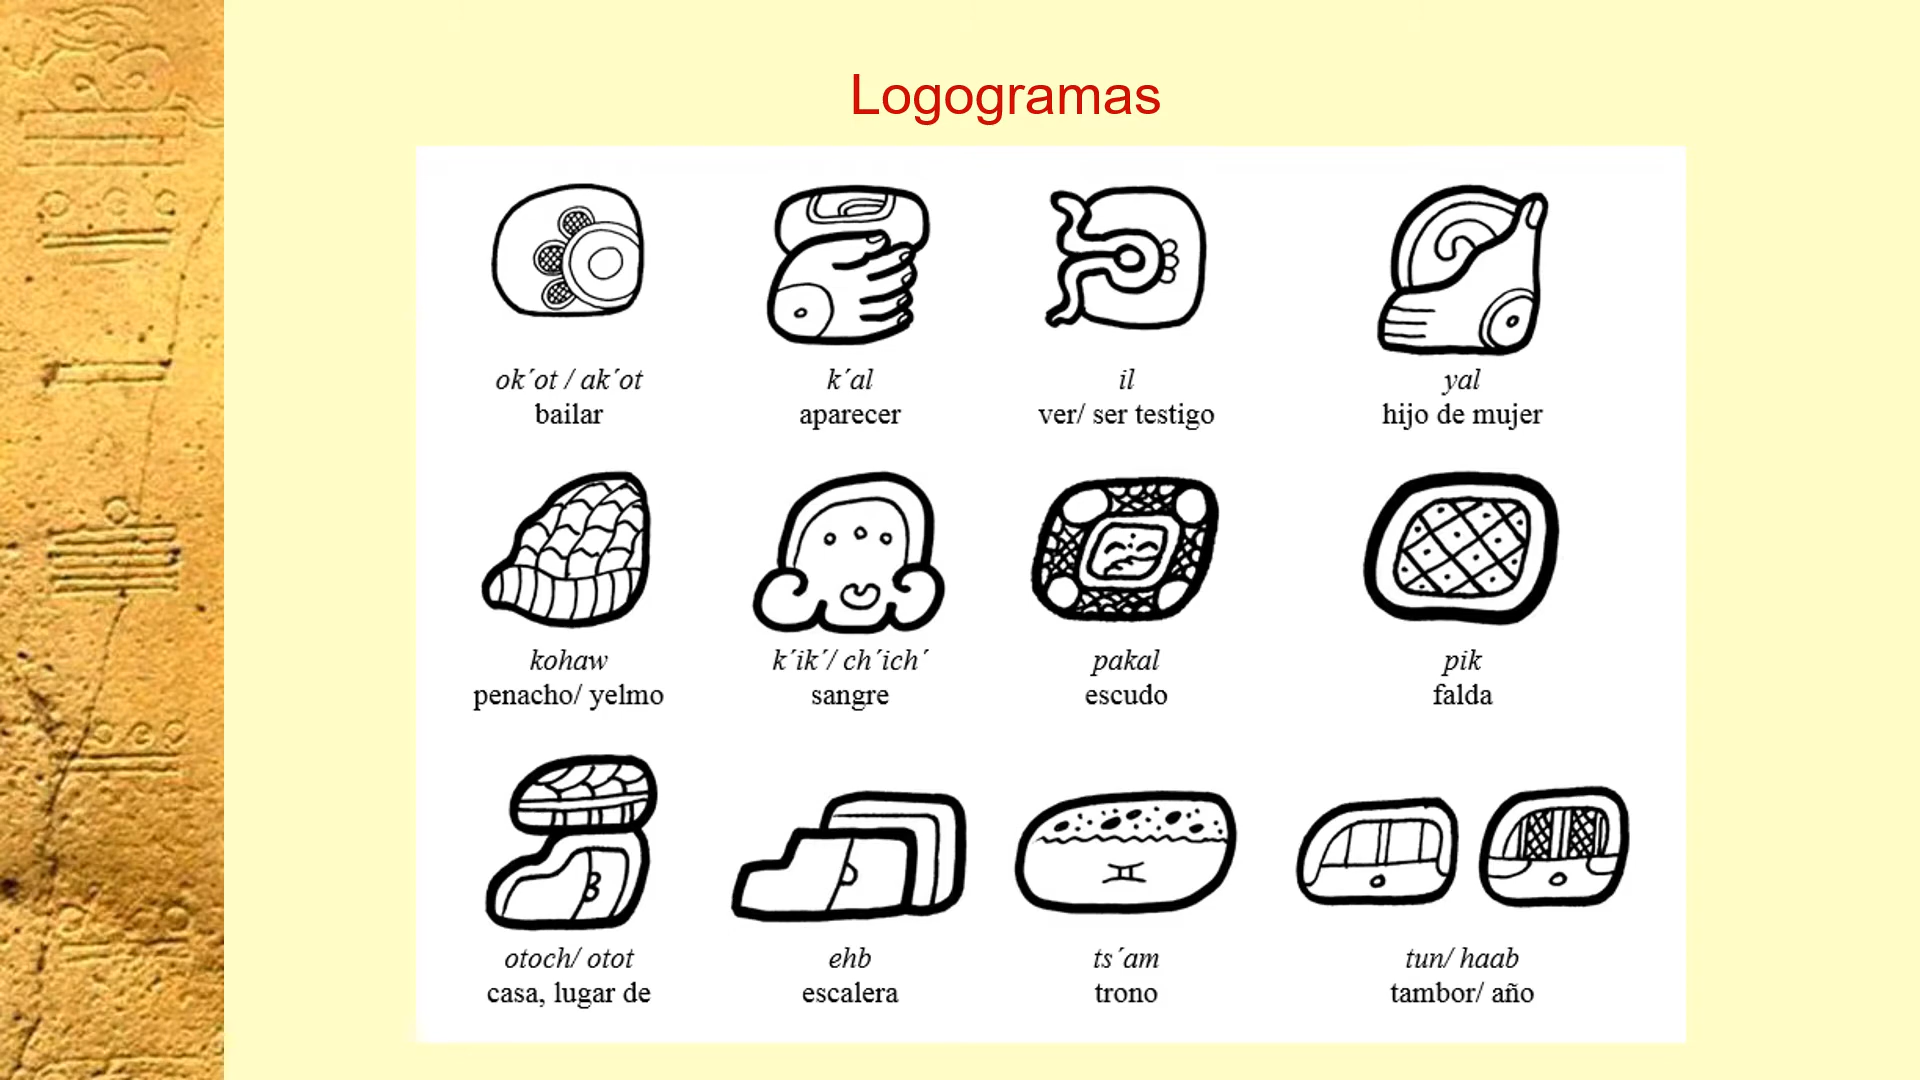 Logogramas
ok´ot / ak´ot
bailar
k´al
aparecer
il
ver/ ser testigo
yal
hijo de mujer
kohaw
penacho/ yelmo
k´ik´/ ch´ich´
sangre
pakal
escudo
pik
falda
otoch/ otot
casa, lugar de
ehb
escalera
ts´am
trono
tun/ haab
tambor/ año